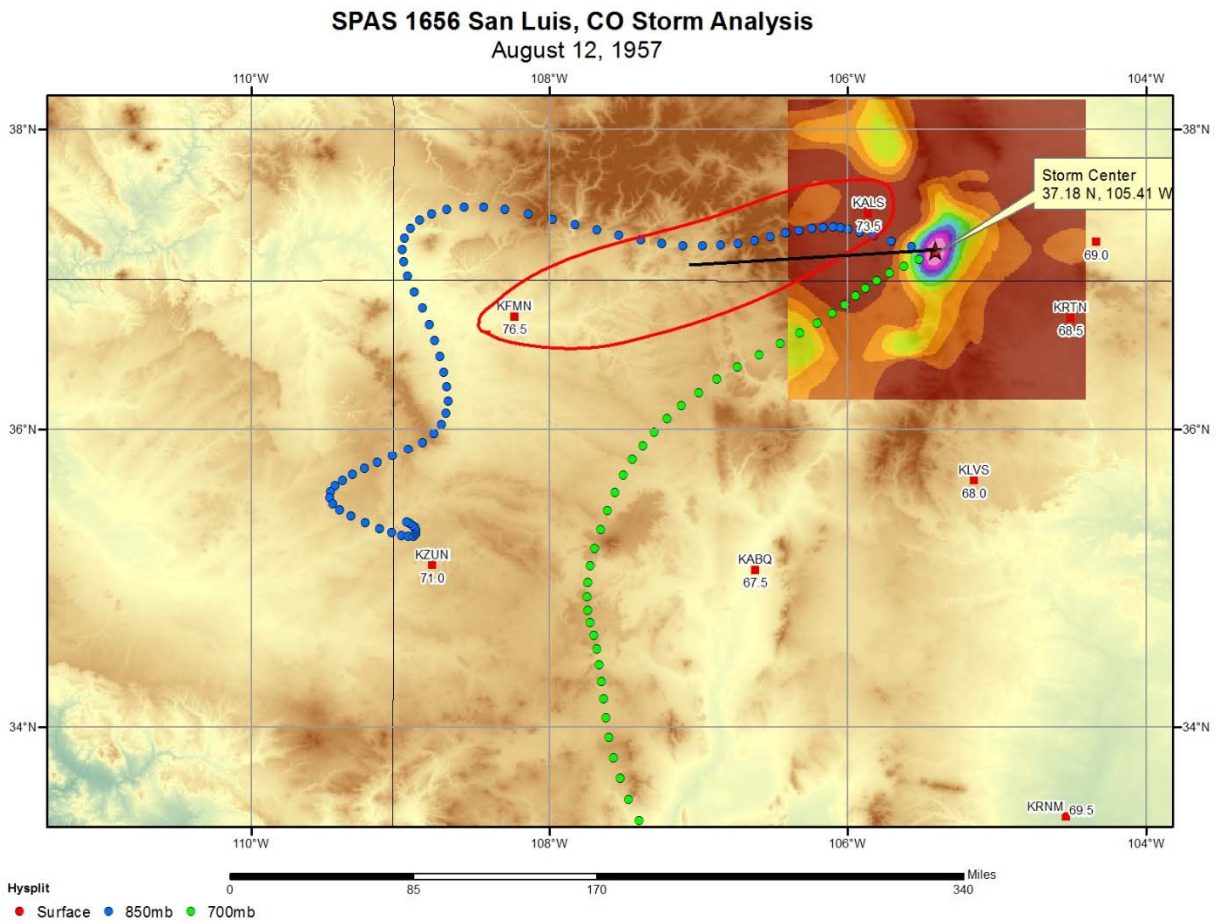 SPAS 1656 San Luis, CO Storm Analysis
August 12, 1957
110°W
108°W
106°W
104°W
38°N
38°N
Storm Center
37.18 N, 105.41 W
KALS
73.5
69.0
KFMN
76.5
KRTN
68.5
36°N
36°N
KLVS
68.0
KZUN
71.0
KABQ
67.5
34°N
34°N
KRNM 69.5
110°W
108°W
106°W
104°W
Miles
0
85
170
340
Hysplit
Surface
850mb
700mb